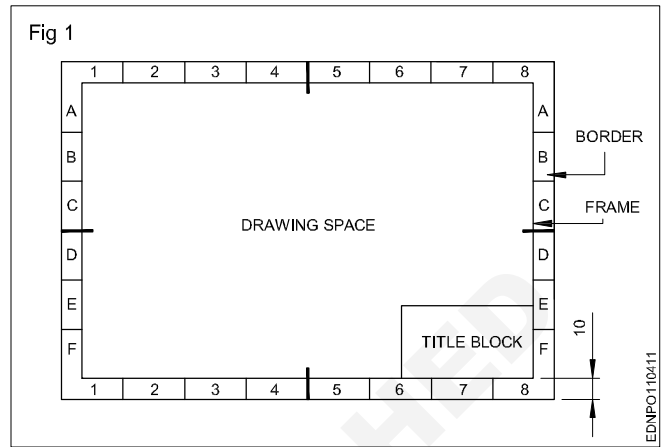 Fig 1
1 2 3 4 5 6 7 8
A A
B B
BORDER
C C
FRAME
DRAWING SPACE
D D
E E
10
TITLE BLOCK
F F
1 2 3 4 5 6 7 8
EDNPO110411
HED